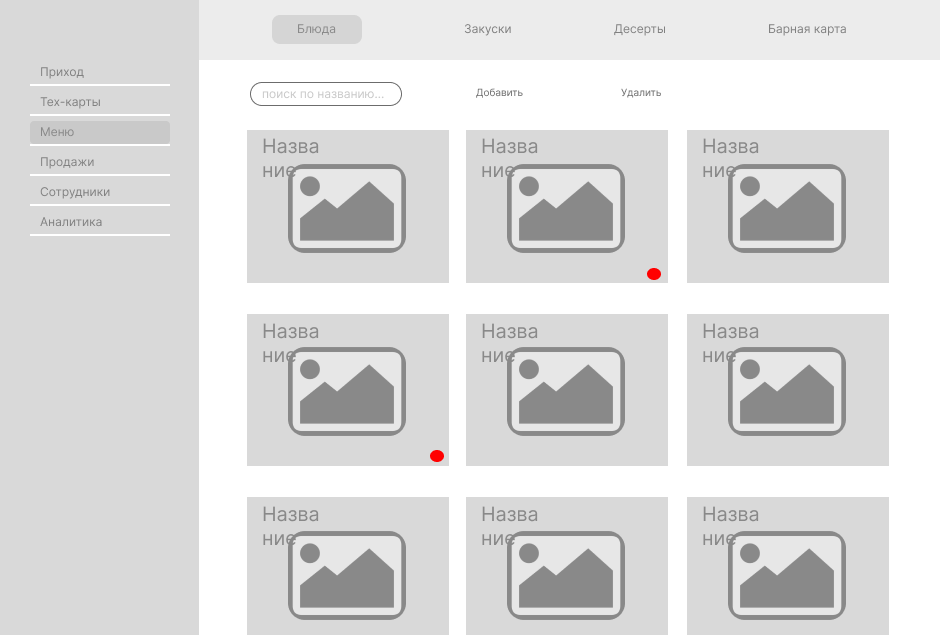 Блюда
Закуски
Десерты
Барная карта
Приход
Тех-карты
Меню
Продажи
Сотрудники
Аналитика
поиск по названию...
Добавить
Удалить
Назва
ние
Назва
ние
Назва
ние
Назва
ние
Назва
ние
Назва
ние
Назва
ние
Назва
ние
Назва
ние